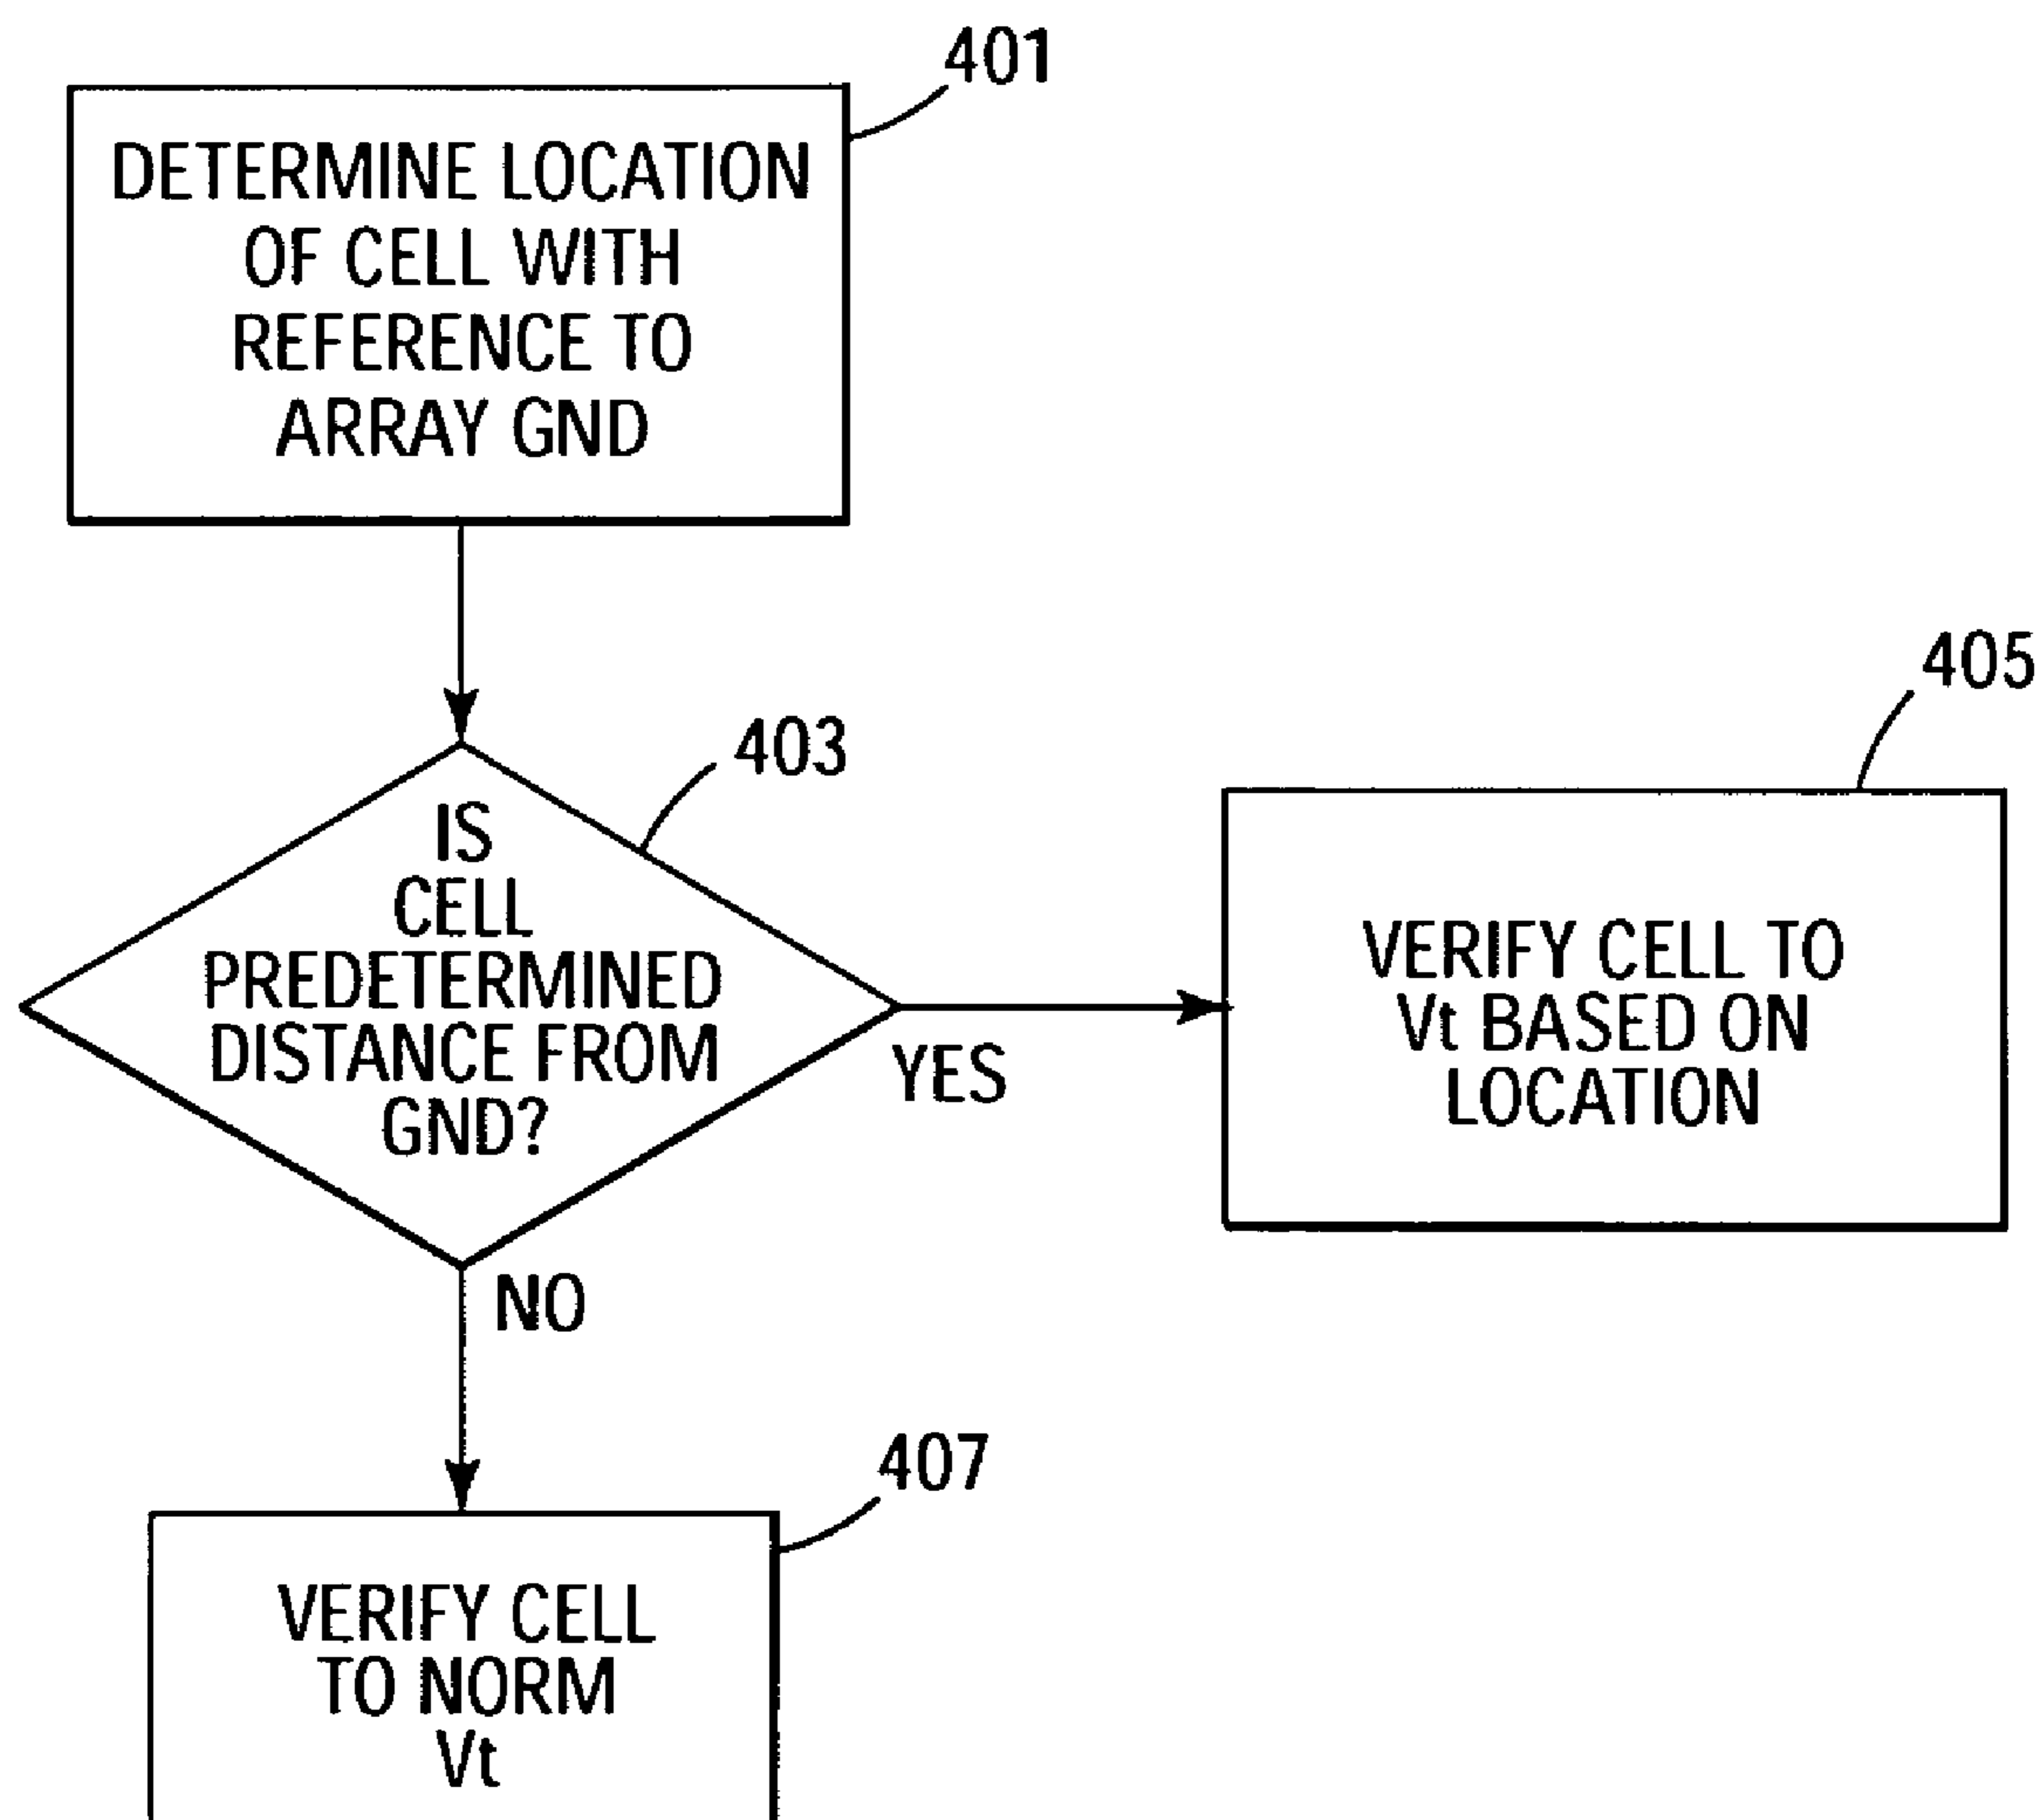 401
DETERMINE LOCATION
OF CELL WITH
REFERENCE TO
ARRAY GND
403
IS
CELL
PREDETERMINED
DISTANCE FROM
GND?
YES
405
VERIFY CELL TO
Vt BASED ON
LOCATION
NO
407
VERIFY CELL
TO NORM
Vt